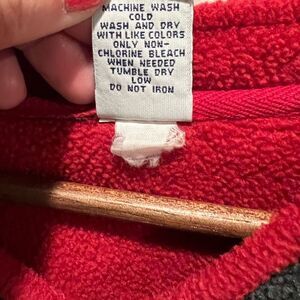 MACHINE WASH
COLD
WASH AND DRY
WITH LIKE COLORS
ONLY NON-
CHLORINE BLEACH
WHEN NEEDED
TUMBLE DRY
LOW
DO NOT IRON